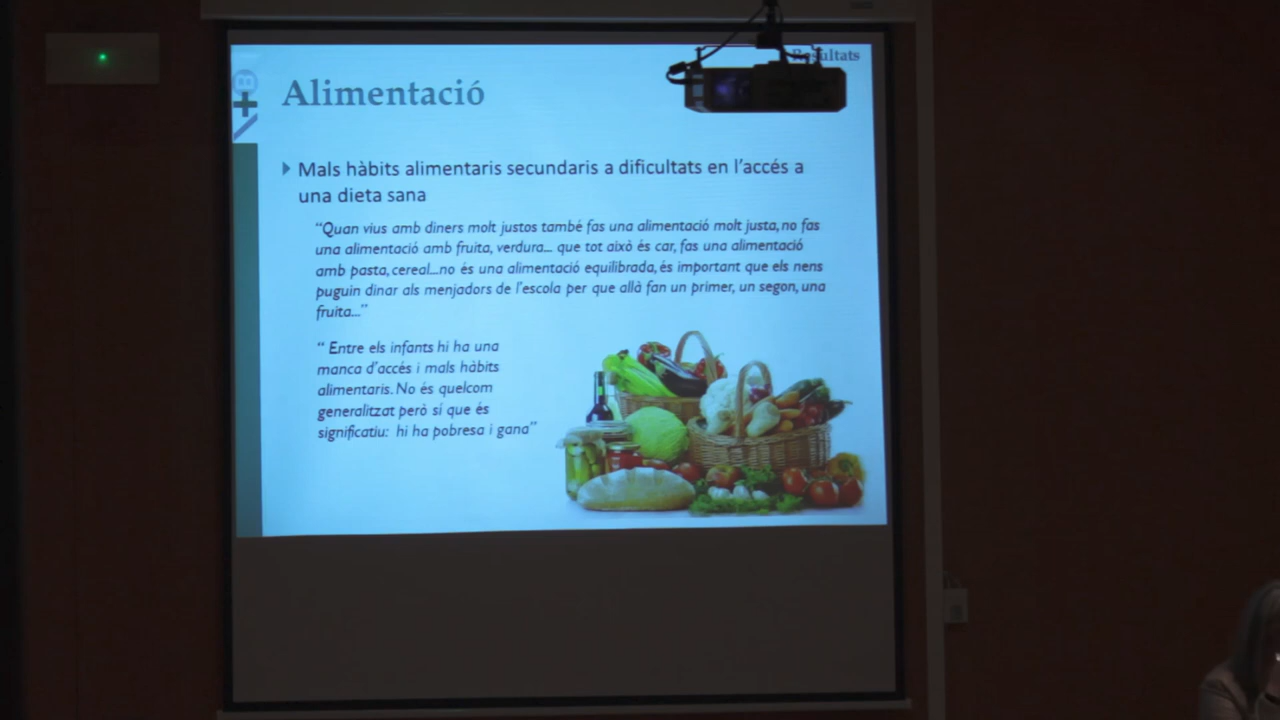 Resultats
Alimentació
Mals hàbits alimentaris secundaris a dificultats en l'accés a
una dieta sana
"Quan vius amb diners molt justos també fas una alimentació molt justa, no fas
una alimentació amb fruita, verdura... que tot això és car, fas una alimentació
amb pasta, cereal...no és una alimentació equilibrada, és important que els nens
puguin dinar als menjadors de l'escola per que allà fan un primer, un segon, una
fruita..."
" Entre els infants hi ha una
manca d'accés i mals hàbits
alimentaris. No és quelcom
generalitzat però sí que és
significatiu: hi ha pobresa i gana"